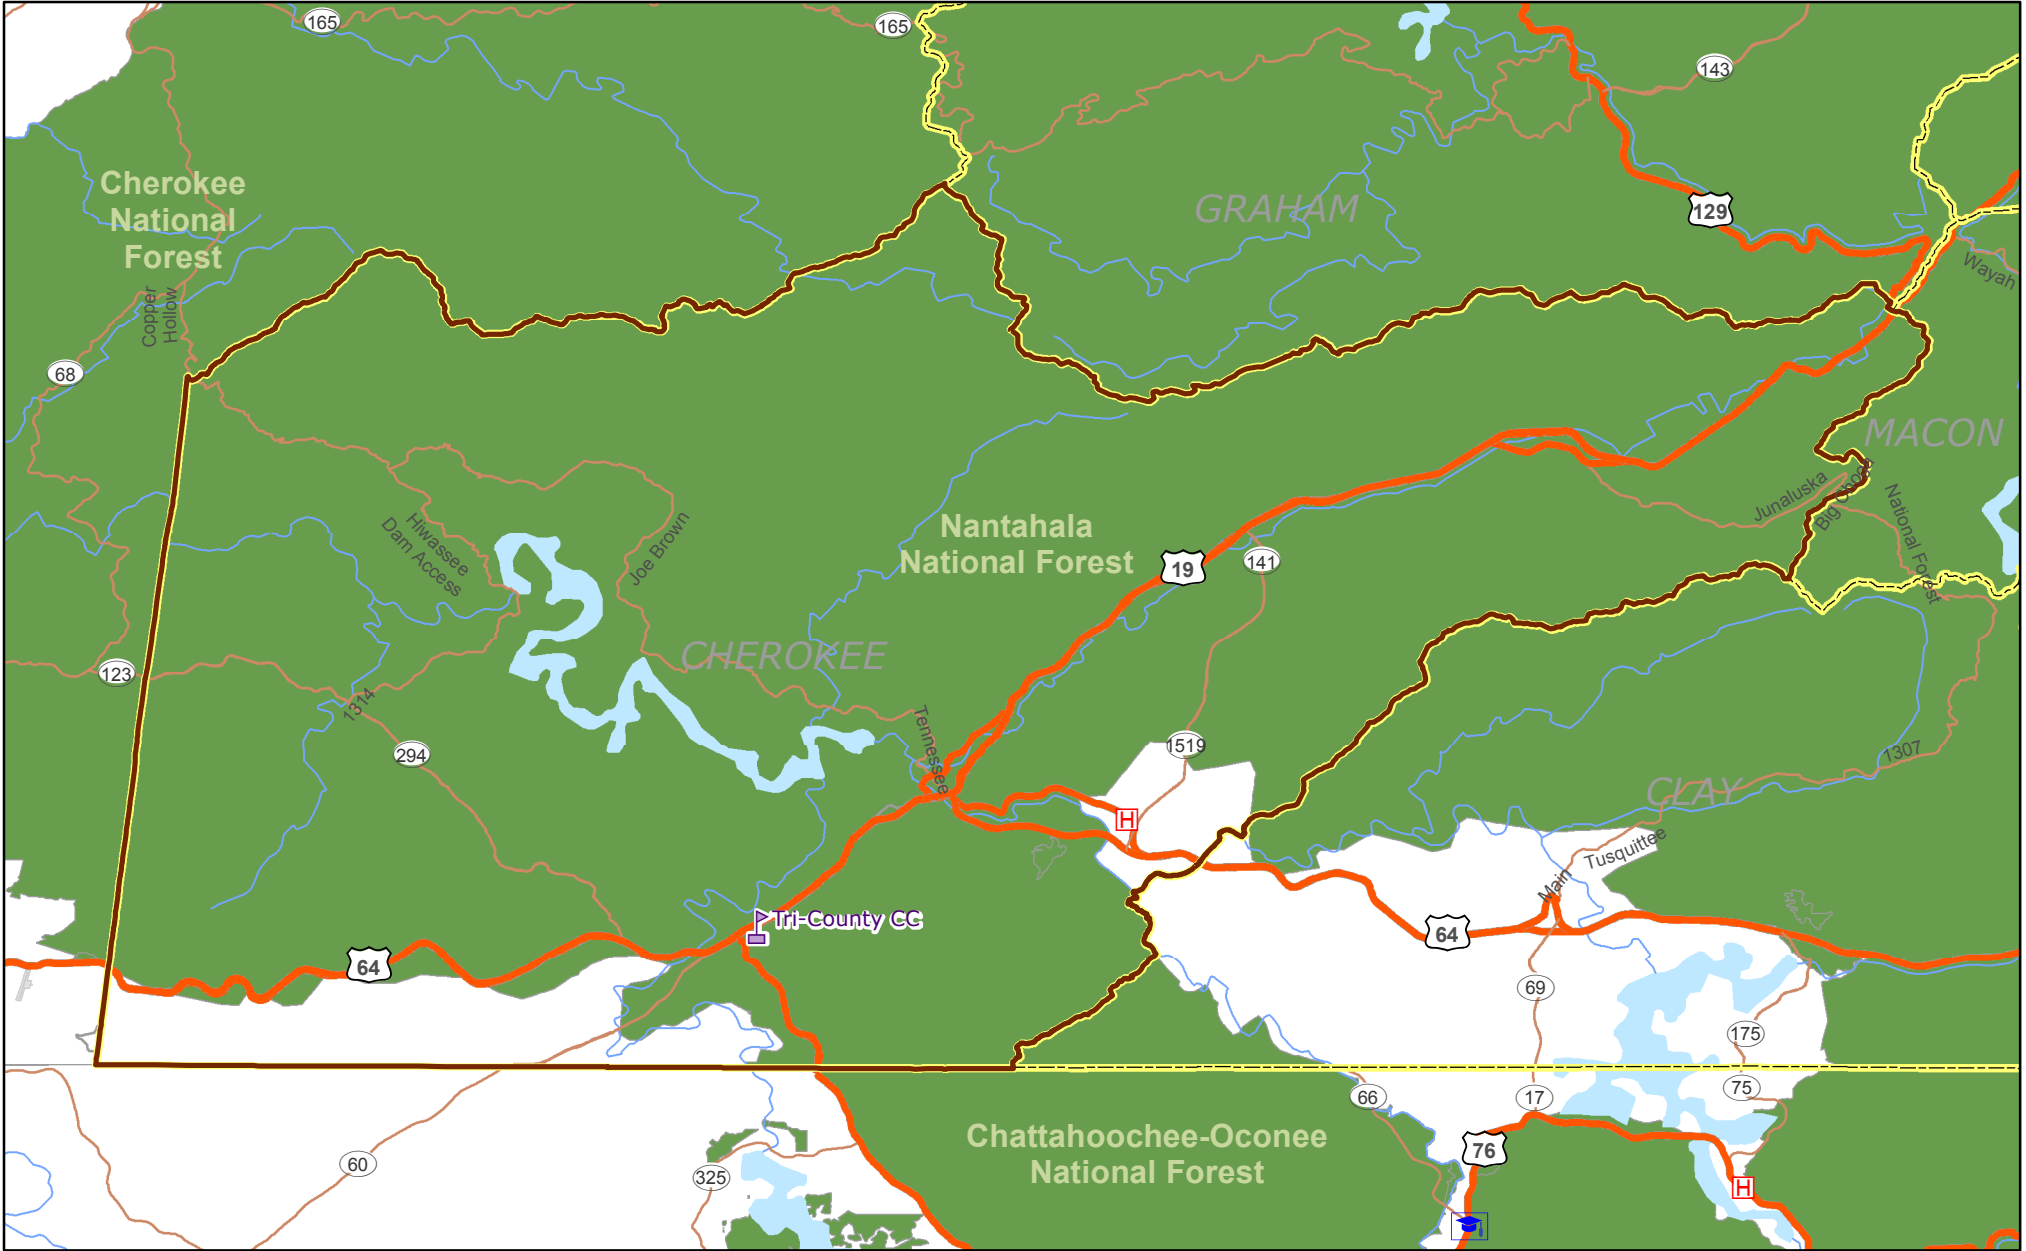 165
165
143
Cherokee
National
Forest
GRAHAM
129
Wayah
Copper
Hollow
68
MACON
Nantahala
National Forest
19
141
Junaluska
Big Choga
National Forest
Hiwassee
Dam Access
Joe Brown
CHEROKEE
123
1314
294
Tennessee
1519
1307
CLAY
H
Tusquittee
Main
Tri-County CC
64
64
69
175
75
66
17
Chattahoochee-Oconee
National Forest
76
60
325
H